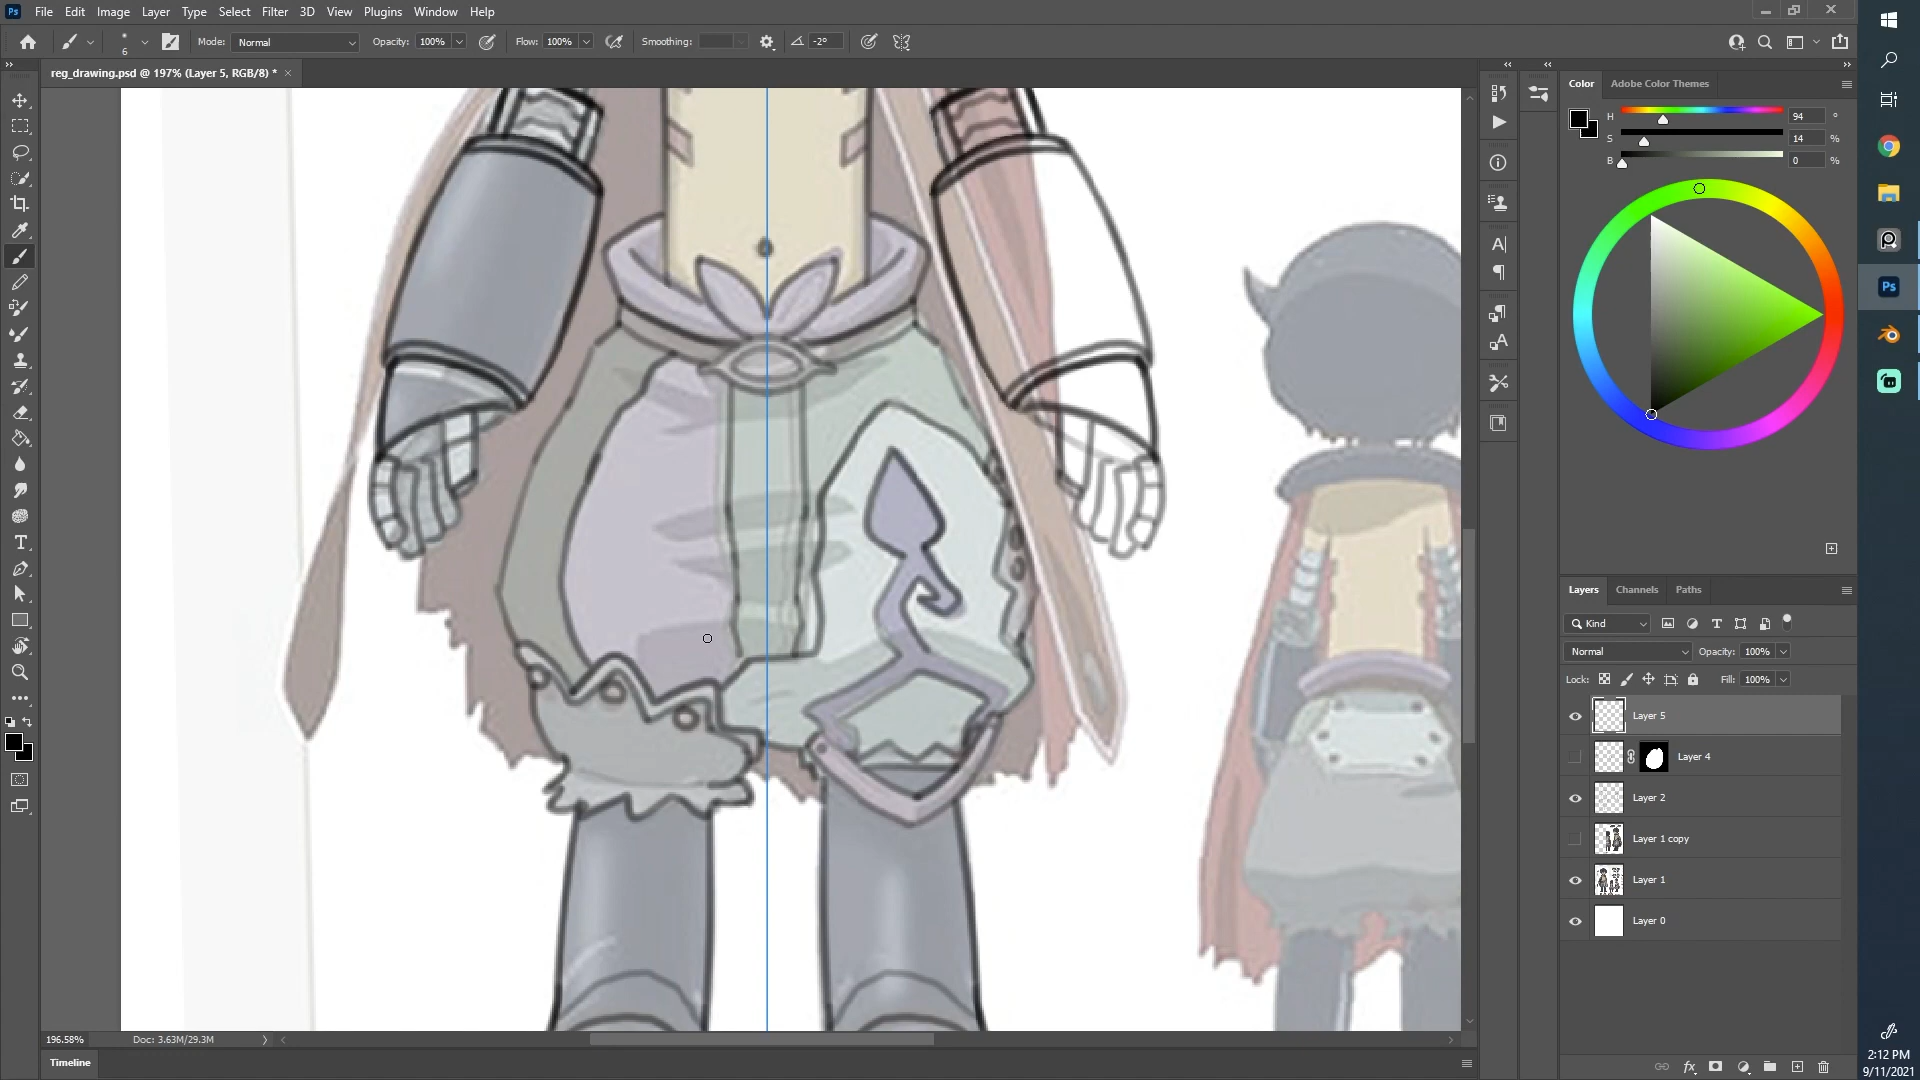 Ps File Edit Image Layer Type Select Filter 3D View Plugins Window Help
6 Mode: Normal Opacity: 100% Flow: 100% Smoothing: -2°
reg_drawing.psd @ 197% (Layer 5, RGB/8) * ×
Color Adobe Color Themes
H 94 °
S 14 %
B 0 %
Layers Channels Paths
Kind
Normal Opacity: 100%
Lock: Fill: 100%
Layer 5
Layer 4
Layer 2
Layer 1 copy
Layer 1
Layer 0
196.58% Doc: 3.63M/29.3M
Timeline
Ps
2:12 PM
9/11/2021